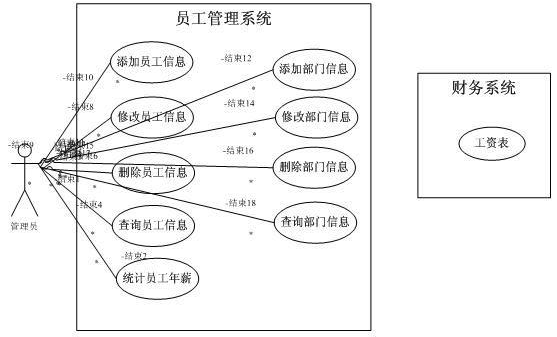 员工管理系统
添加员工信息
-结束10
-结束12
添加部门信息
财务系统
-结束8
-结束14
修改员工信息
修改部门信息
工资表
-结束9
-结束16
删除员工信息
删除部门信息
管理员
-结束4
-结束18
查询员工信息
查询部门信息
-结束2
统计员工年薪